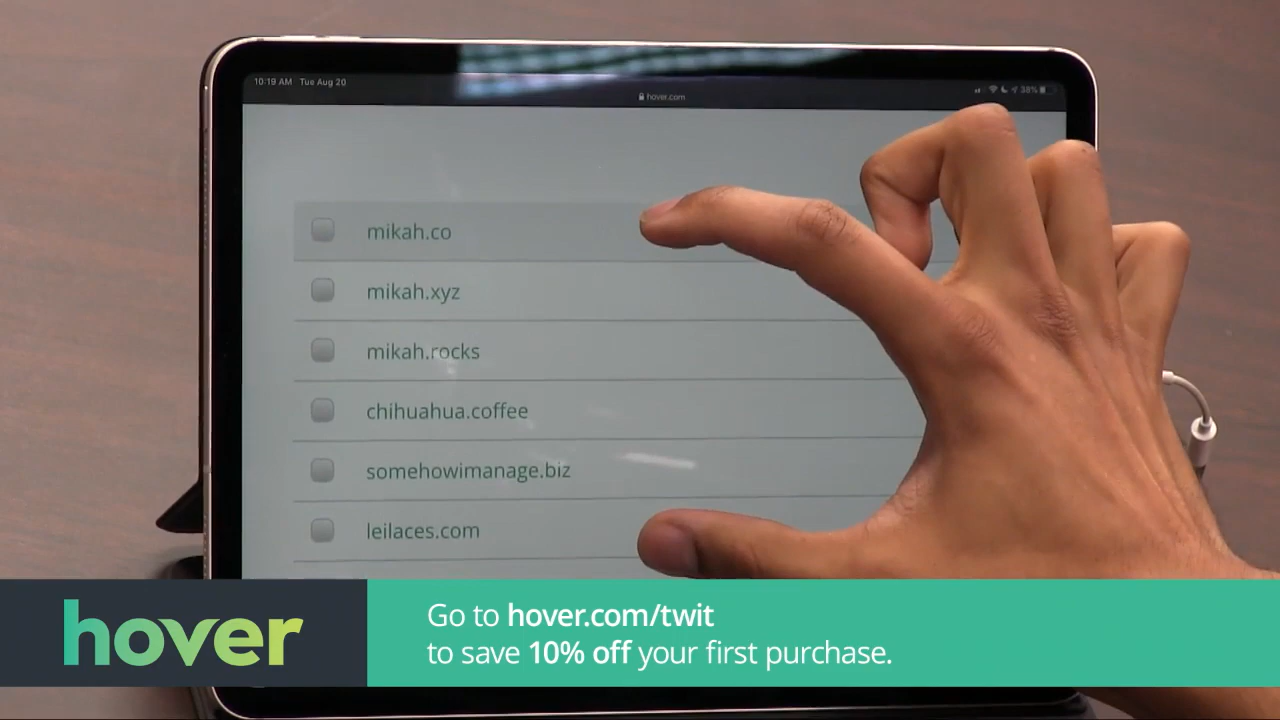 10:19 AM Tue Aug 20
38%
hover.com
mikah.co
mikah.xyz
mikah.rocks
chihuahua.coffee
somehowimanage.biz
leilaces.com
hover
Go to hover.com/twit
to save 10% off your first purchase.